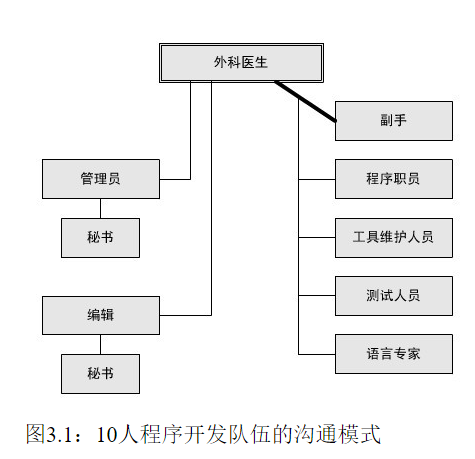 外科医生
副手
管理员
程序职员
秘书
工具维护人员
编辑
测试人员
秘书
语言专家
图3.1：10人程序开发队伍的沟通模式